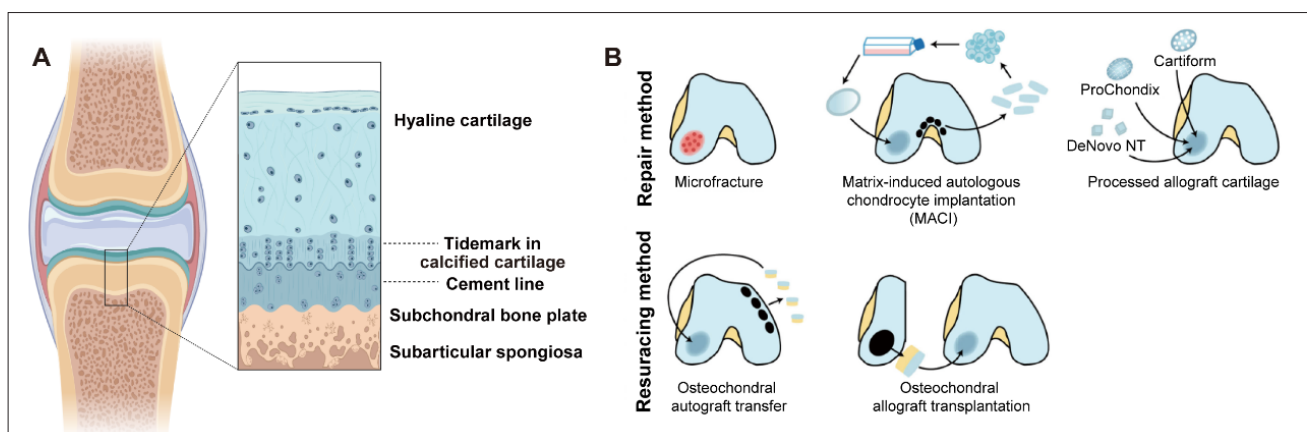 A
Hyaline cartilage
Tidemark in
calcified cartilage
Cement line
Subchondral bone plate
Subarticular spongiosa
B
Repair method
Microfracture
Matrix-induced autologous
chondrocyte implantation
(MACI)
Cartiform
ProChondix
DeNovo NT
Processed allograft cartilage
Resuracing method
Osteochondral
autograft transfer
Osteochondral
allograft transplantation